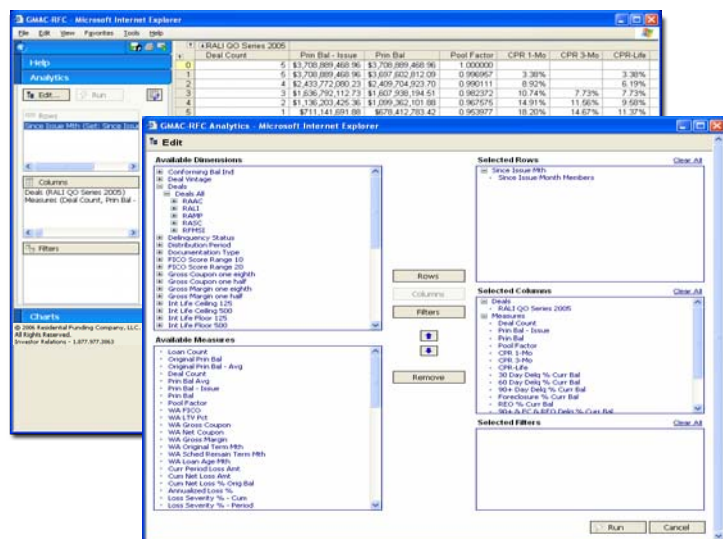 GMAC-RFC - Microsoft Internet Explorer
File Edit View Favorites Tools Help
Help
Analytics
Edit... Run
Rows
Since Issue Mth (Set: Since Issue
Columns
Deals (RALI QO Series 2005)
Measures (Deal Count, Prin Bal -
Filters
Charts
© 2006 Residential Funding Company, LLC.
All Rights Reserved.
Investor Relations - 1.877.977.3863
RALI QO Series 2005
Deal Count Prin Bal - Issue Prin Bal Pool Factor CPR 1-Mo CPR 3-Mo CPR-Life
0 5 $3,708,889,468.96 $3,708,889,468.96 1.000000
1 5 $3,708,889,468.96 $3,697,602,812.09 0.996957 3.38% 3.38%
2 4 $2,433,772,080.23 $2,409,704,923.70 0.990111 8.92% 6.19%
3 3 $1,636,792,112.73 $1,607,938,194.51 0.982372 10.74% 7.73% 7.73%
4 2 $1,136,203,425.36 $1,099,362,101.88 0.967575 14.91% 11.56% 9.58%
5 1 $711,141,691.88 $678,412,783.42 0.953977 18.20% 14.67% 11.37%
GMAC-RFC Analytics - Microsoft Internet Explorer
Edit
Available Dimensions
Conforming Bal Ind
Deal Vintage
Deals
Deals All
RAAC
RALI
RAMP
RASC
RFMSI
Delinquency Status
Distribution Period
Documentation Type
FICO Score Range 10
FICO Score Range 20
Gross Coupon one eighth
Gross Coupon one half
Gross Margin one eighth
Gross Margin one half
Int Life Ceiling 125
Int Life Ceiling 500
Int Life Floor 125
Int Life Floor 500
Available Measures
Loan Count
Original Prin Bal
Original Prin Bal - Avg
Deal Count
Prin Bal Avg
Prin Bal - Issue
Prin Bal
Pool Factor
WA FICO
WA LTV Pct
WA Gross Coupon
WA Net Coupon
WA Gross Margin
WA Original Term Mth
WA Sched Remain Term Mth
WA Loan Age Mth
Curr Period Loss Amt
Cum Net Loss Amt
Cum Net Loss % Orig Bal
Annualized Loss %
Loss Severity % - Cum
Loss Severity % - Period
Rows
Columns
Filters
Remove
Selected Rows Clear All
Since Issue Mth
Since Issue Month Members
Selected Columns Clear All
Deals
RALI QO Series 2005
Measures
Deal Count
Prin Bal - Issue
Prin Bal
Pool Factor
CPR 1-Mo
CPR 3-Mo
CPR-Life
30 Day Delq % Curr Bal
60 Day Delq % Curr Bal
90+ Day Delq % Curr Bal
Foreclosure % Curr Bal
REO % Curr Bal
90+ & FC & REO Delq % Curr Bal
Selected Filters Clear All
Run Cancel